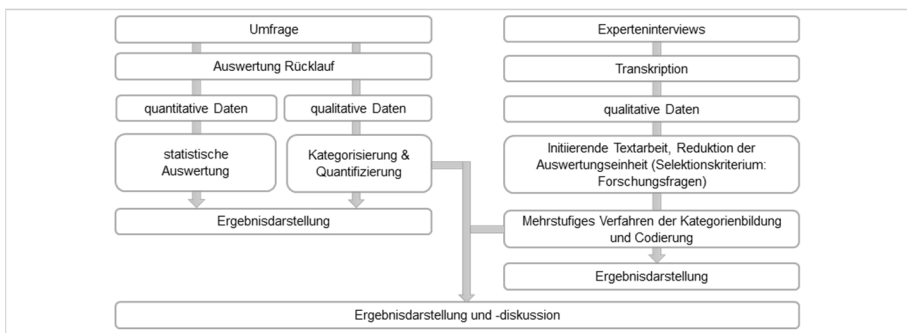 Umfrage
Auswertung Rücklauf
quantitative Daten
qualitative Daten
statistische
Auswertung
Kategorisierung &
Quantifizierung
Ergebnisdarstellung
Experteninterviews
Transkription
qualitative Daten
Initiierende Textarbeit, Reduktion der
Auswertungseinheit (Selektionskriterium:
Forschungsfragen)
Mehrstufiges Verfahren der Kategorienbildung
und Codierung
Ergebnisdarstellung
Ergebnisdarstellung und -diskussion